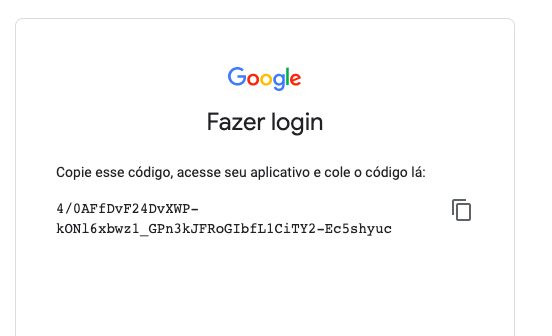 Google
Fazer login
Copie esse código, acesse seu aplicativo e cole o código lá:
4/0AFfDvF24DvXWP-
kONl6xbwz1_GPn3kJFRoGIbfL1CiTY2-Ec5shyuc